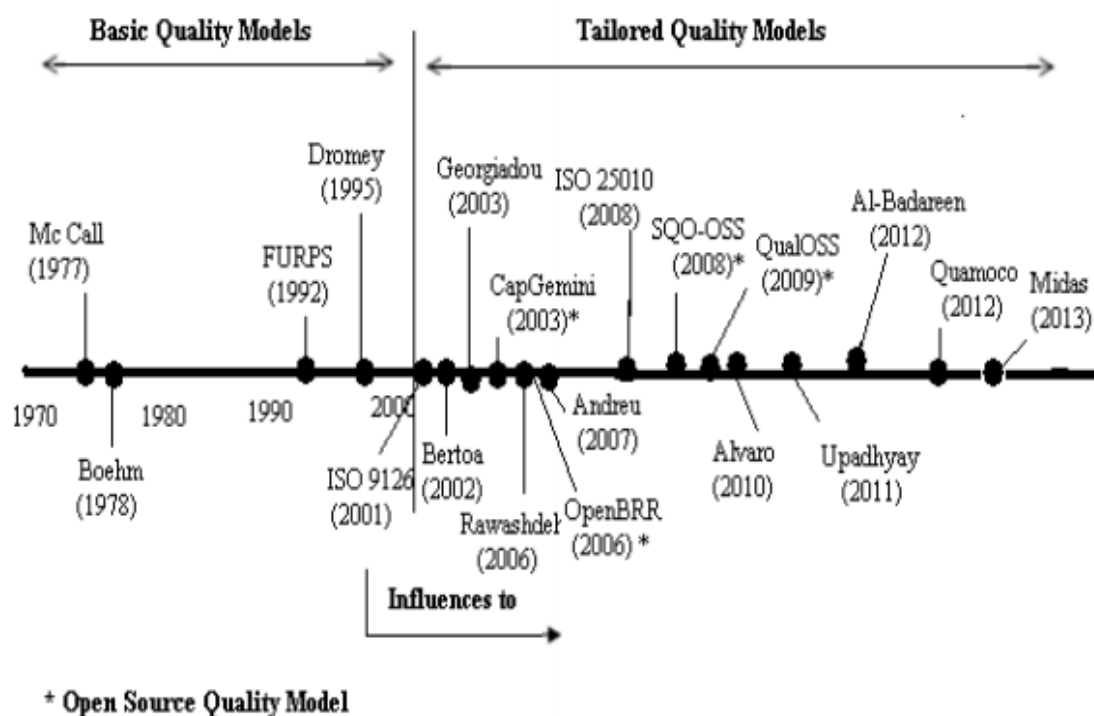 Basic Quality Models
Tailored Quality Models
Dromey
(1995)
Georgiadou
(2003)
ISO 25010
(2008)
Al-Badareen
(2012)
Mc Call
(1977)
FURPS
(1992)
CapGemini
(2003)*
SQO-OSS
(2008)*
QualOSS
(2009)*
Quamoco
(2012)
Midas
(2013)
1970
1980
1990
2000
Boehm
(1978)
ISO 9126
(2001)
Bertoa
(2002)
Rawashdeh
(2006)
OpenBRR
(2006) *
Andreu
(2007)
Alvaro
(2010)
Upadhyay
(2011)
Influences to
* Open Source Quality Model